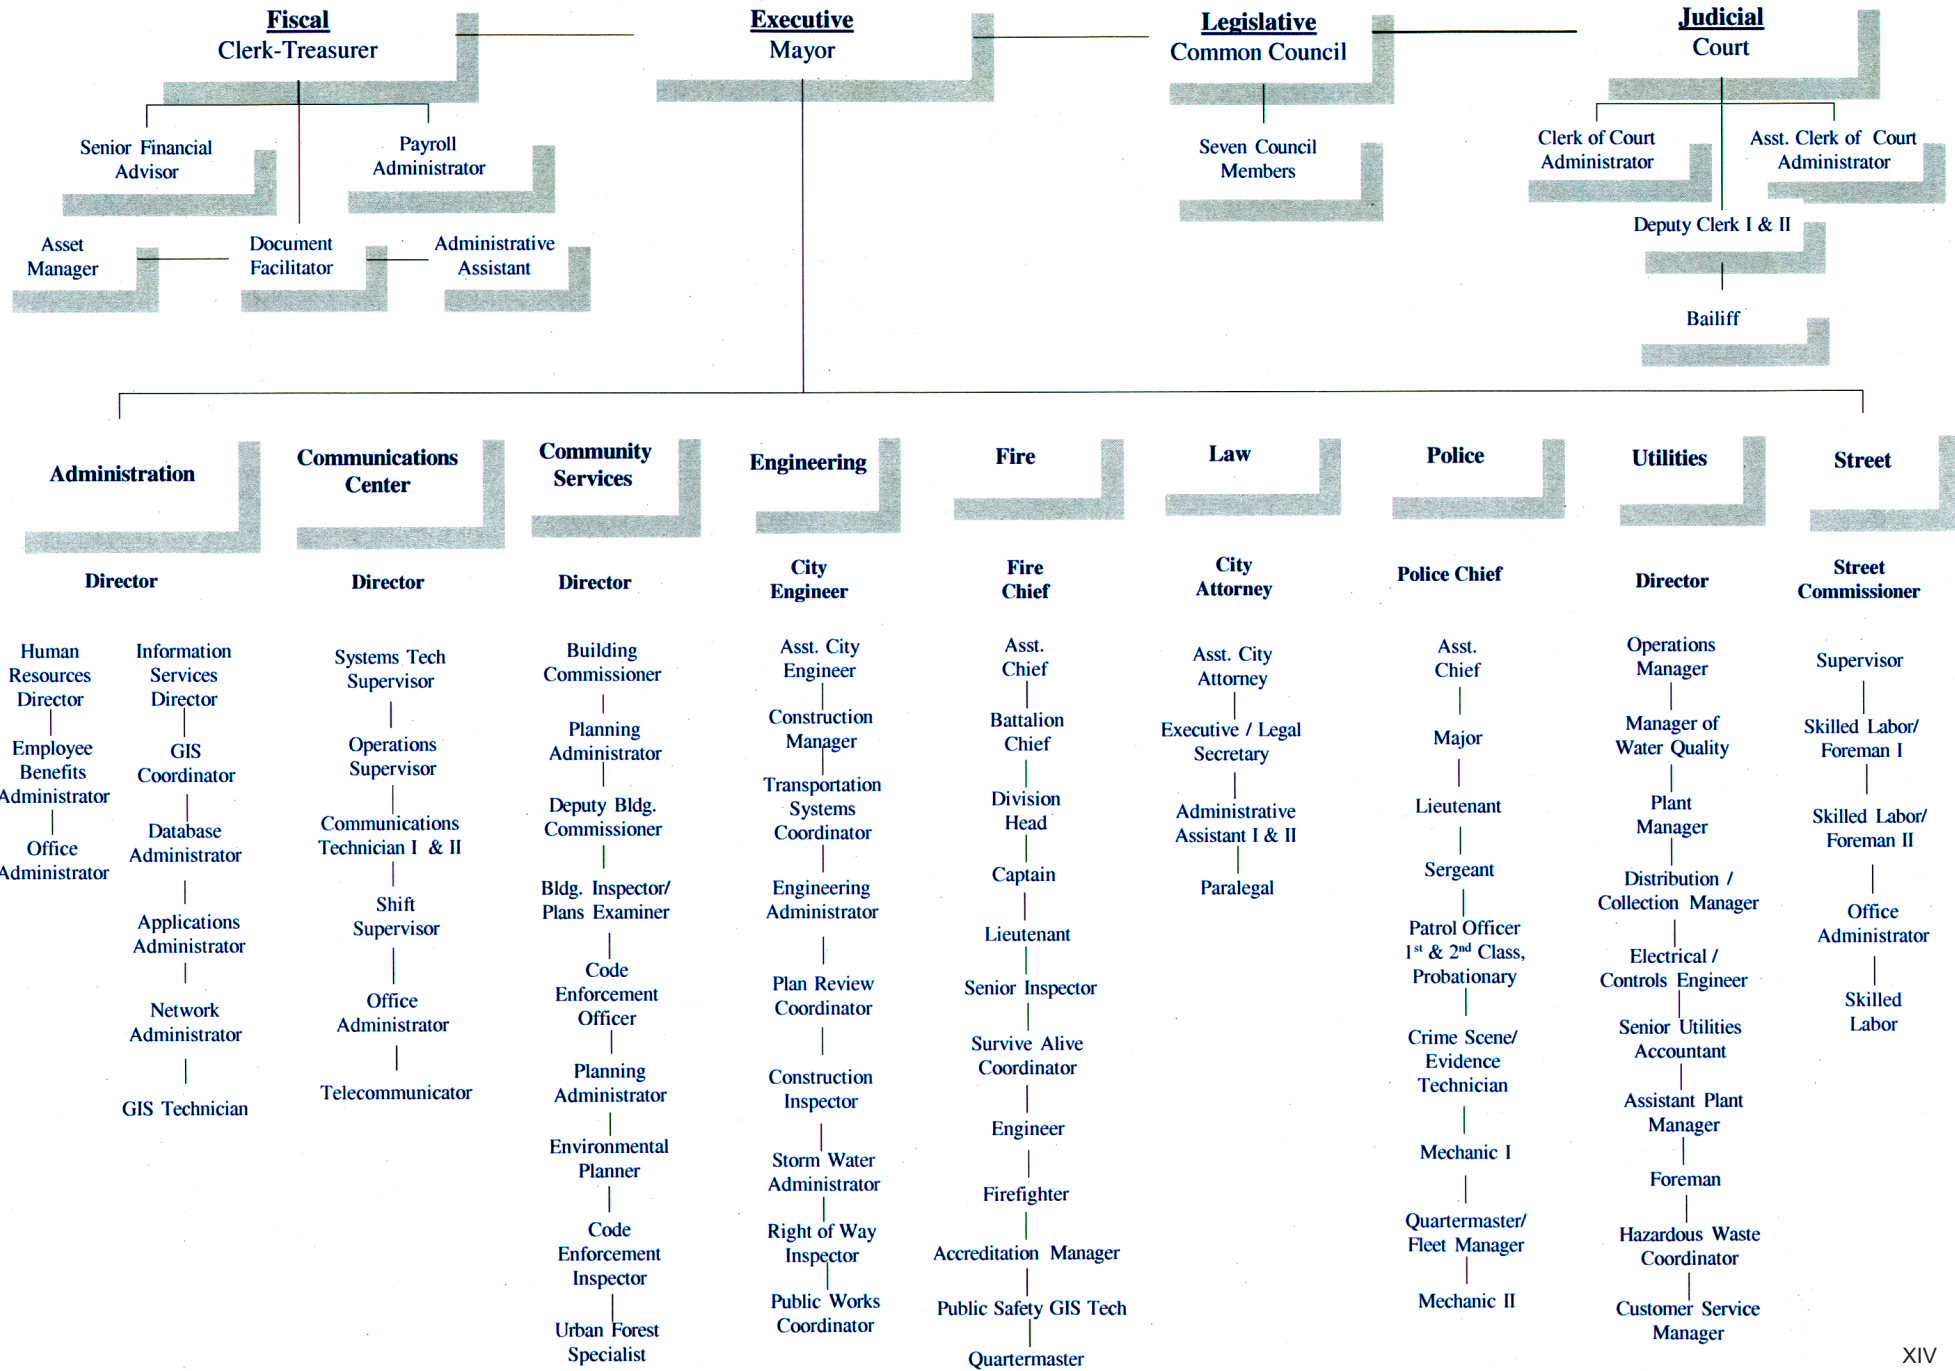 Fiscal
Clerk-Treasurer
Executive
Mayor
Legislative
Common Council
Judicial
Court
Senior Financial
Advisor
Payroll
Administrator
Asset
Manager
Document
Facilitator
Administrative
Assistant
Seven Council
Members
Clerk of Court
Administrator
Asst. Clerk of Court
Administrator
Deputy Clerk I & II
Bailiff
Administration
Director
Human
Resources
Director
Employee
Benefits
Administrator
Office
Administrator
Information
Services
Director
GIS
Coordinator
Database
Administrator
Applications
Administrator
Network
Administrator
GIS Technician
Communications
Center
Director
Systems Tech
Supervisor
Operations
Supervisor
Communications
Technician I & II
Shift
Supervisor
Office
Administrator
Telecommunicator
Community
Services
Director
Building
Commissioner
Planning
Administrator
Deputy Bldg.
Commissioner
Bldg. Inspector/
Plans Examiner
Code
Enforcement
Officer
Planning
Administrator
Environmental
Planner
Code
Enforcement
Inspector
Urban Forest
Specialist
Engineering
City
Engineer
Asst. City
Engineer
Construction
Manager
Transportation
Systems
Coordinator
Engineering
Administrator
Plan Review
Coordinator
Construction
Inspector
Storm Water
Administrator
Right of Way
Inspector
Public Works
Coordinator
Fire
Fire
Chief
Asst.
Chief
Battalion
Chief
Division
Head
Captain
Lieutenant
Senior Inspector
Survive Alive
Coordinator
Engineer
Firefighter
Accreditation Manager
Public Safety GIS Tech
Quartermaster
Law
City
Attorney
Asst. City
Attorney
Executive / Legal
Secretary
Administrative
Assistant I & II
Paralegal
Police
Police Chief
Asst.
Chief
Major
Lieutenant
Sergeant
Patrol Officer
1st & 2nd Class,
Probationary
Crime Scene/
Evidence
Technician
Mechanic I
Quartermaster/
Fleet Manager
Mechanic II
Utilities
Director
Operations
Manager
Manager of
Water Quality
Plant
Manager
Distribution /
Collection Manager
Electrical /
Controls Engineer
Senior Utilities
Accountant
Assistant Plant
Manager
Foreman
Hazardous Waste
Coordinator
Customer Service
Manager
Street
Street
Commissioner
Supervisor
Skilled Labor/
Foreman I
Skilled Labor/
Foreman II
Office
Administrator
Skilled
Labor
XIV